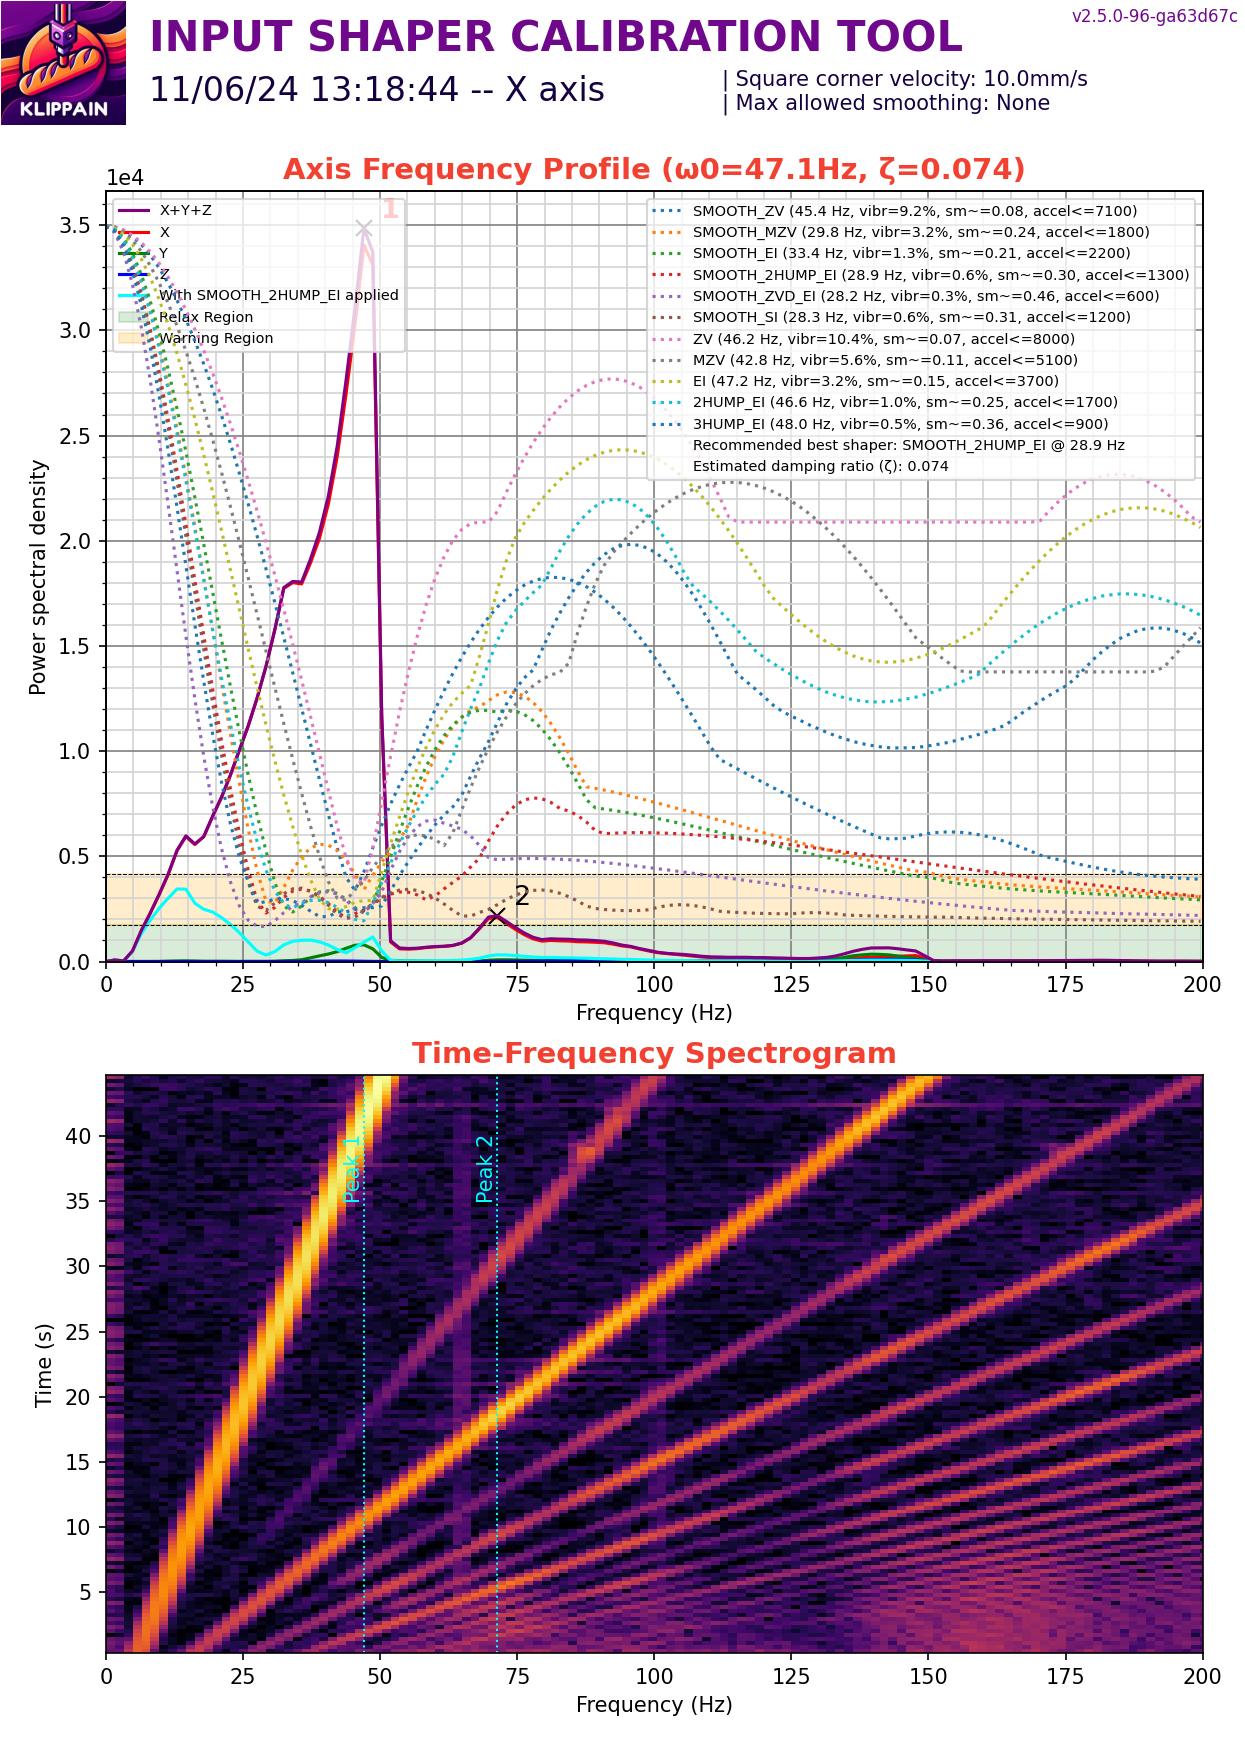 v2.5.0-96-ga63d67c
INPUT SHAPER CALIBRATION TOOL
11/06/24 13:18:44 -- X axis
| Square corner velocity: 10.0mm/s
| Max allowed smoothing: None
KLIPPAIN
Axis Frequency Profile (ω0=47.1Hz, ζ=0.074)
1e4
1
X+Y+Z
X
Y
Z
With SMOOTH_2HUMP_EI applied
Relax Region
Warning Region
SMOOTH_ZV (45.4 Hz, vibr=9.2%, sm~=0.08, accel<=7100)
SMOOTH_MZV (29.8 Hz, vibr=3.2%, sm~=0.24, accel<=1800)
SMOOTH_EI (33.4 Hz, vibr=1.3%, sm~=0.21, accel<=2200)
SMOOTH_2HUMP_EI (28.9 Hz, vibr=0.6%, sm~=0.30, accel<=1300)
SMOOTH_ZVD_EI (28.2 Hz, vibr=0.3%, sm~=0.46, accel<=600)
SMOOTH_SI (28.3 Hz, vibr=0.6%, sm~=0.31, accel<=1200)
ZV (46.2 Hz, vibr=10.4%, sm~=0.07, accel<=8000)
MZV (42.8 Hz, vibr=5.6%, sm~=0.11, accel<=5100)
EI (47.2 Hz, vibr=3.2%, sm~=0.15, accel<=3700)
2HUMP_EI (46.6 Hz, vibr=1.0%, sm~=0.25, accel<=1700)
3HUMP_EI (48.0 Hz, vibr=0.5%, sm~=0.36, accel<=900)
Recommended best shaper: SMOOTH_2HUMP_EI @ 28.9 Hz
Estimated damping ratio (ζ): 0.074
3.5
3.0
2.5
2.0
1.5
1.0
0.5
0.0
Power spectral density
2
0 25 50 75 100 125 150 175 200
Frequency (Hz)
Time-Frequency Spectrogram
Peak 1
Peak 2
40
35
30
25
20
15
10
5
Time (s)
0 25 50 75 100 125 150 175 200
Frequency (Hz)